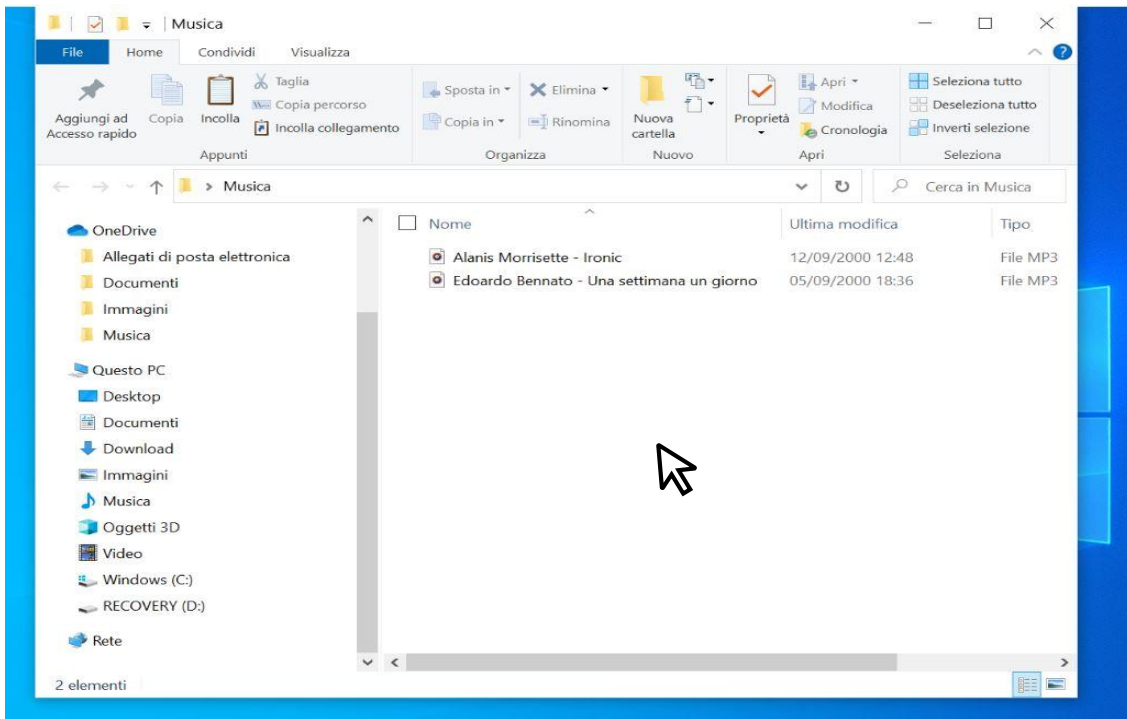 Musica
File Home Condividi Visualizza
Aggiungi ad
Accesso rapido
Copia
Incolla
Taglia
Copia percorso
Incolla collegamento
Appunti
Sposta in
Copia in
Elimina
Rinomina
Organizza
Nuova
cartella
Nuovo
Proprietà
Apri
Modifica
Cronologia
Apri
Seleziona tutto
Deseleziona tutto
Inverti selezione
Seleziona
> Musica
Cerca in Musica
OneDrive
Allegati di posta elettronica
Documenti
Immagini
Musica
Questo PC
Desktop
Documenti
Download
Immagini
Musica
Oggetti 3D
Video
Windows (C:)
RECOVERY (D:)
Rete
Nome Ultima modifica Tipo
Alanis Morrisette - Ironic 12/09/2000 12:48 File MP3
Edoardo Bennato - Una settimana un giorno 05/09/2000 18:36 File MP3
2 elementi